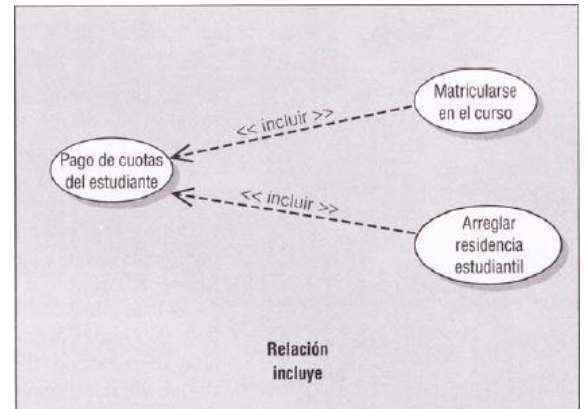 Matricularse
en el curso
<< incluir >>
Pago de cuotas
del estudiante
<< incluir >>
Arreglar
residencia
estudiantil
Relación
incluye